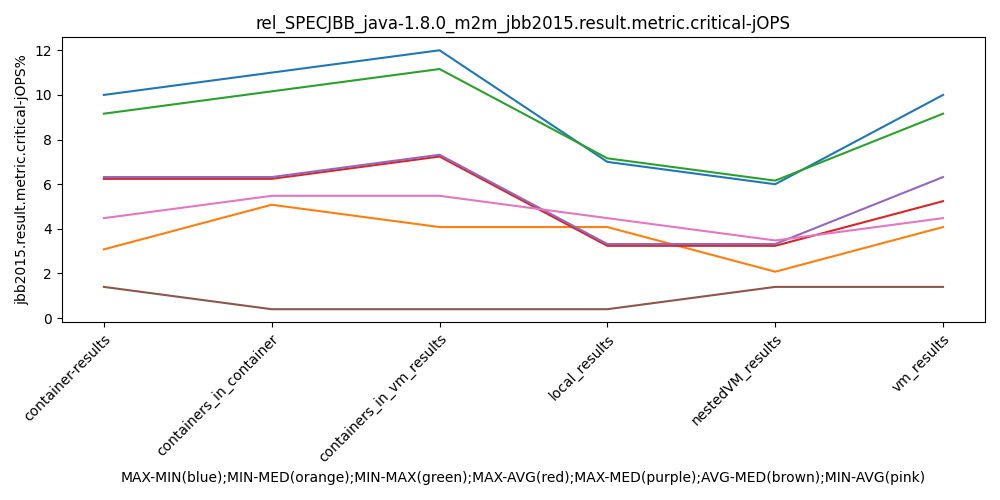 rel_SPECJBB_java-1.8.0_m2m_jbb2015.result.metric.critical-jOPS
jbb2015.result.metric.critical-jOPS%
12
10
8
6
4
2
0
container-results
containers_in_container
containers_in_vm_results
local_results
nestedVM_results
vm_results
MAX-MIN(blue);MIN-MED(orange);MIN-MAX(green);MAX-AVG(red);MAX-MED(purple);AVG-MED(brown);MIN-AVG(pink)